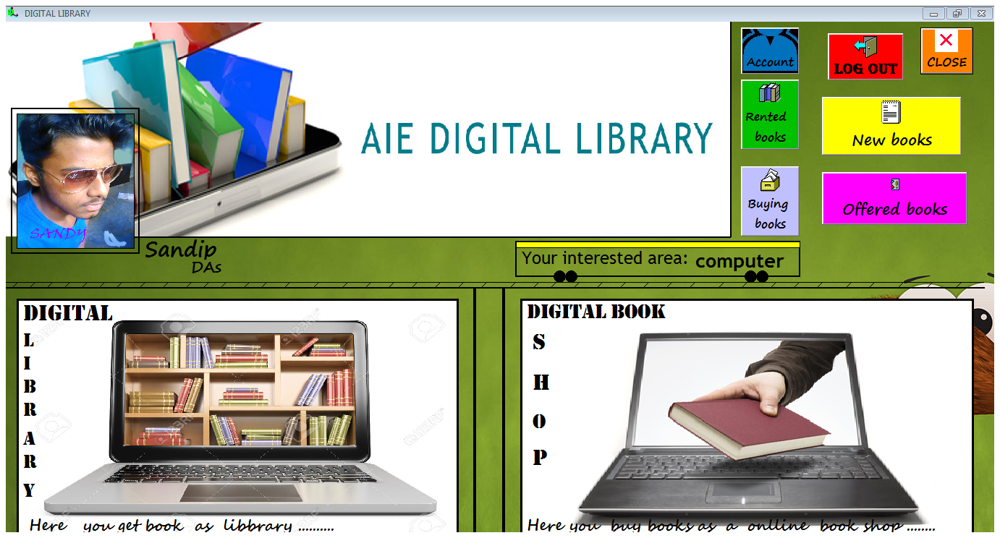 DIGITAL LIBRARY
AIE DIGITAL LIBRARY
Account
LOG OUT
CLOSE
Rented
books
New books
Buying
books
Offered books
SANDY
Sandip
DAs
Your interested area: computer
DIGITAL
L
I
B
R
A
R
Y
123RF
Here you get book as libbrary ..........
DIGITAL BOOK
S
H
O
P
Here you buy books as a onlline book shop ........